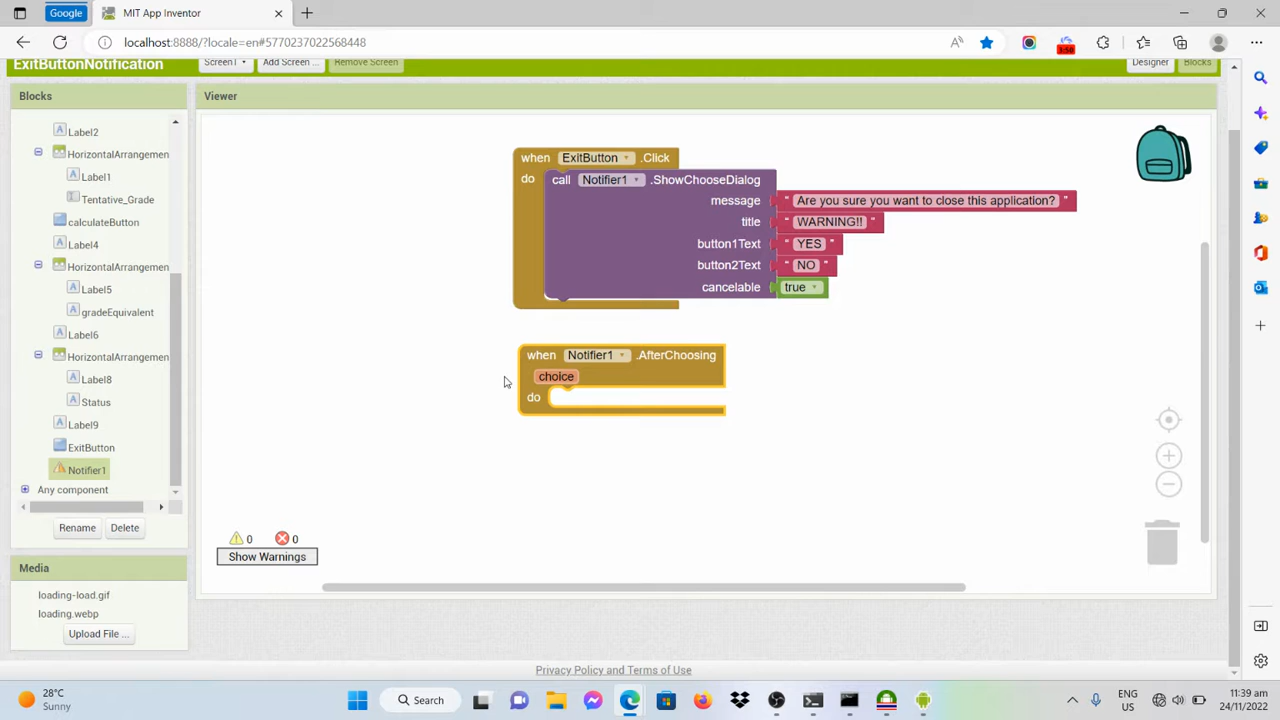 Google
MIT App Inventor
localhost:8888/?locale=en#5770237022568448
3:50
ExitButtonNotification
Screen1
Add Screen ...
Remove Screen
Designer
Blocks
Blocks
Viewer
Label2
HorizontalArrangemen
Label1
Tentative_Grade
calculateButton
Label4
HorizontalArrangemen
Label5
gradeEquivalent
Label6
HorizontalArrangemen
Label8
Status
Label9
ExitButton
Notifier1
Any component
Rename
Delete
Media
loading-load.gif
loading.webp
Upload File ...
when ExitButton .Click
do call Notifier1 .ShowChooseDialog
message " Are you sure you want to close this application? "
title " WARNING!! "
button1Text " YES "
button2Text " NO "
cancelable true
when Notifier1 .AfterChoosing
choice
do
0 0
Show Warnings
Privacy Policy and Terms of Use
28°C
Sunny
Search
ENG
US
11:39 am
24/11/2022